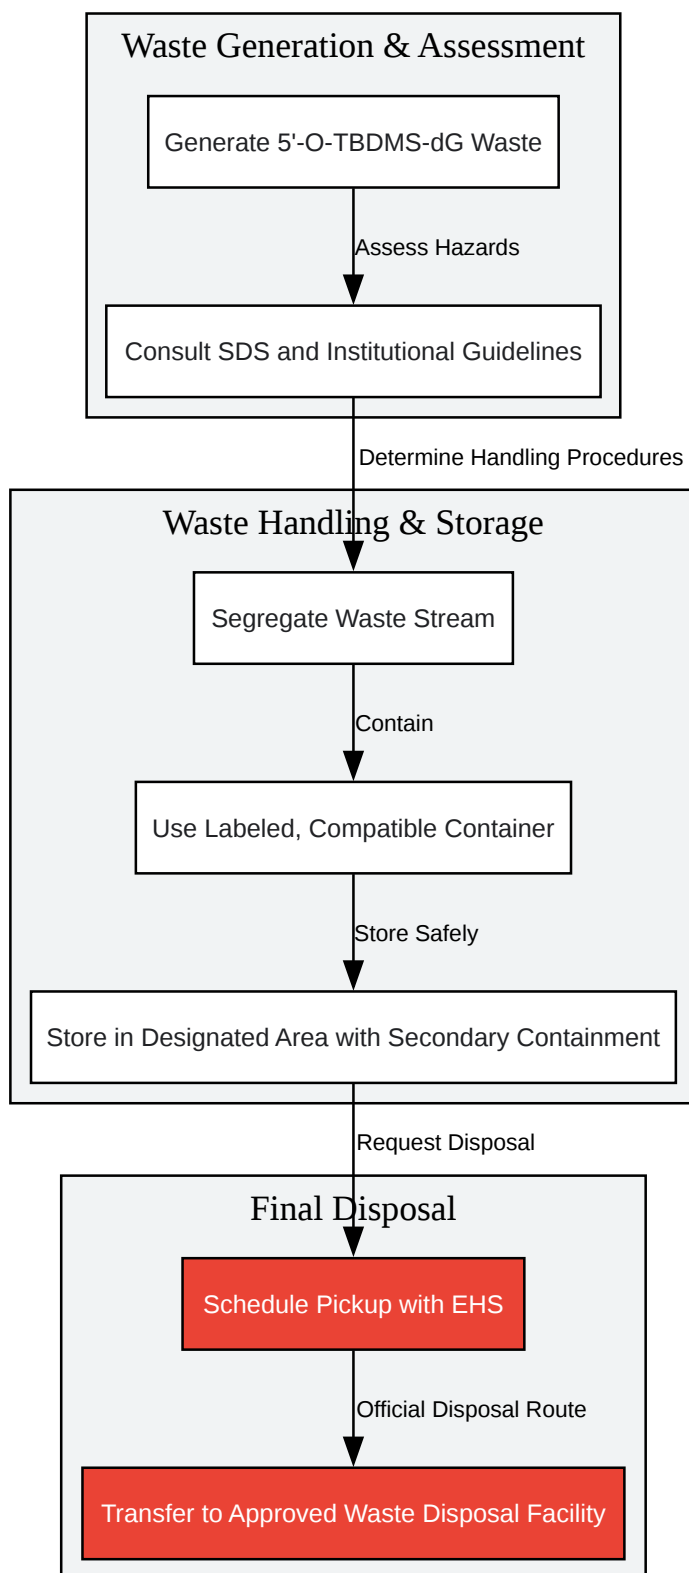 Waste Generation & Assessment
Generate 5'-O-TBDMS-dG Waste
Assess Hazards
Consult SDS and Institutional Guidelines
Determine Handling Procedures
Waste Handling & Storage
Segregate Waste Stream
Contain
Use Labeled, Compatible Container
Store Safely
Store in Designated Area with Secondary Containment
Request Disposal
Final Disposal
Schedule Pickup with EHS
Official Disposal Route
Transfer to Approved Waste Disposal Facility